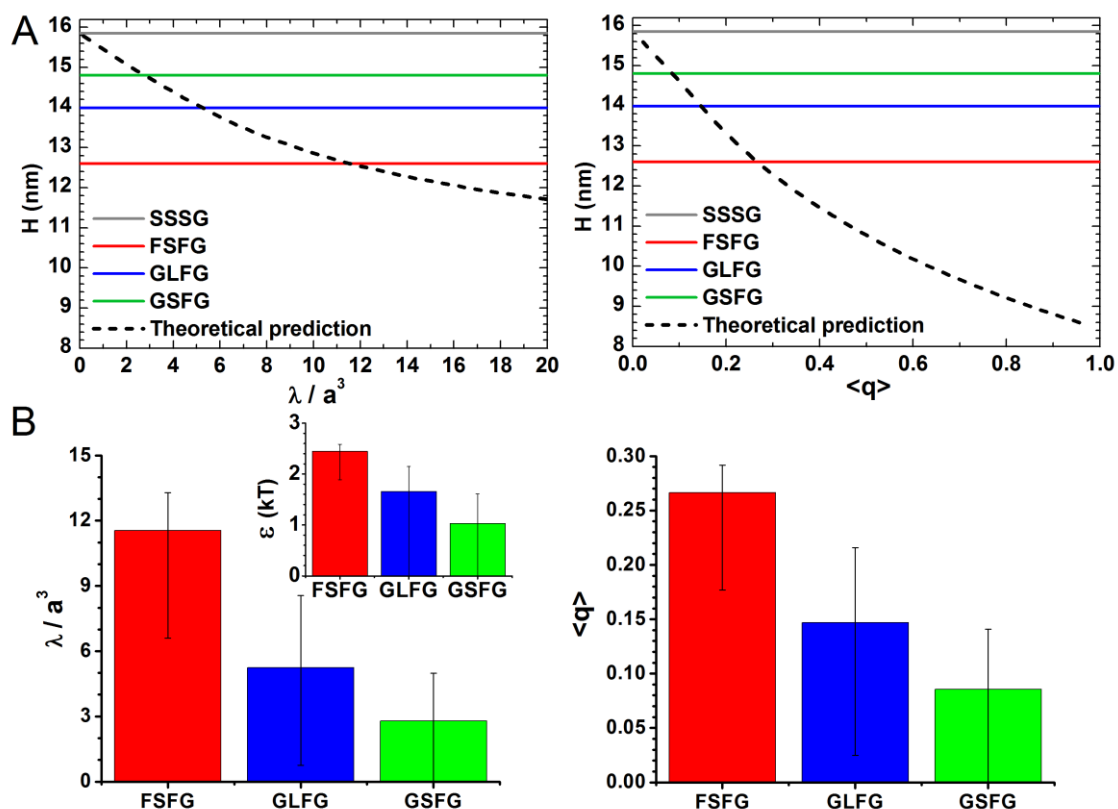 A
H (nm)
16
15
14
13
12
11
10
9
8
SSSG
FSFG
GLFG
GSFG
Theoretical prediction
0 2 4 6 8 10 12 14 16 18 20
λ / a³
H (nm)
16
15
14
13
12
11
10
9
8
SSSG
FSFG
GLFG
GSFG
Theoretical prediction
0.0 0.2 0.4 0.6 0.8 1.0
<q>
B
λ/a³
15
12
9
6
3
0
FSFG GLFG GSFG
ε (kT)
3
2
1
0
FSFG GLFG GSFG
<q>
0.30
0.25
0.20
0.15
0.10
0.05
0.00
FSFG GLFG GSFG